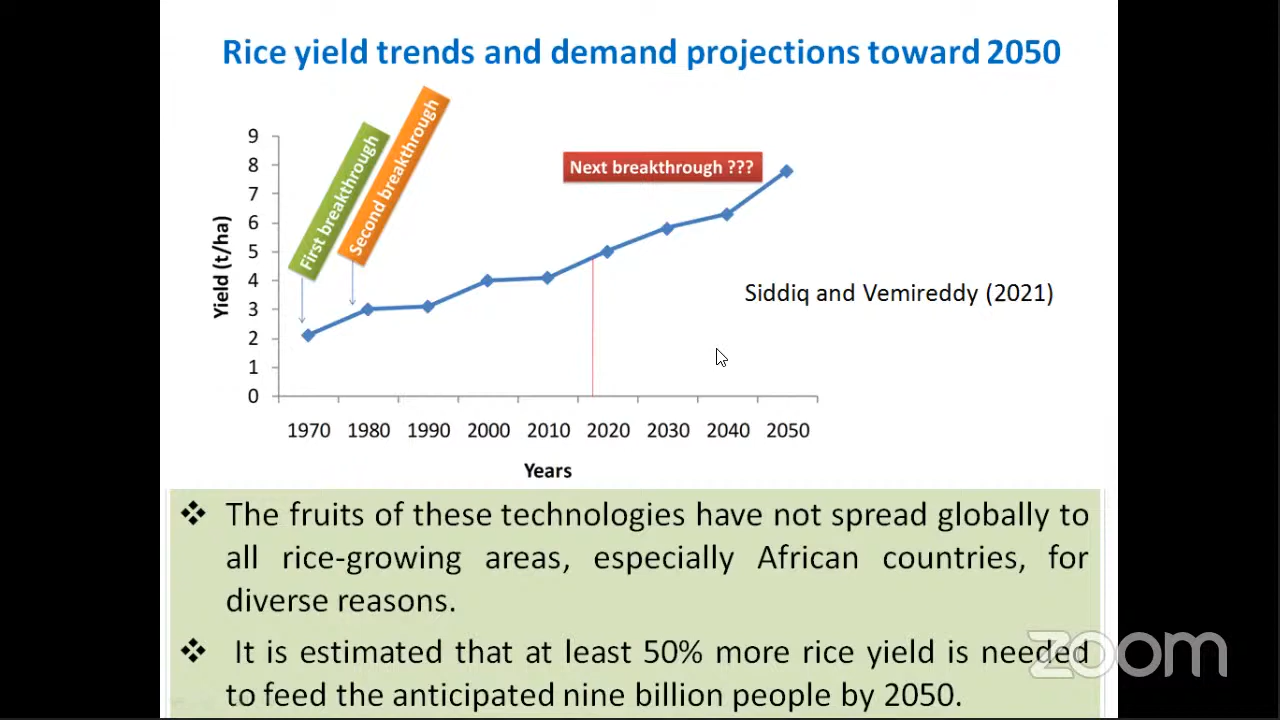 Rice yield trends and demand projections toward 2050
First breakthrough
Second breakthrough
Next breakthrough ???
9
8
7
6
5
4
3
2
1
0
Yield (t/ha)
1970 1980 1990 2000 2010 2020 2030 2040 2050
Years
Siddiq and Vemireddy (2021)
❖ The fruits of these technologies have not spread globally to
all rice-growing areas, especially African countries, for
diverse reasons.
❖ It is estimated that at least 50% more rice yield is needed
to feed the anticipated nine billion people by 2050.
zoom